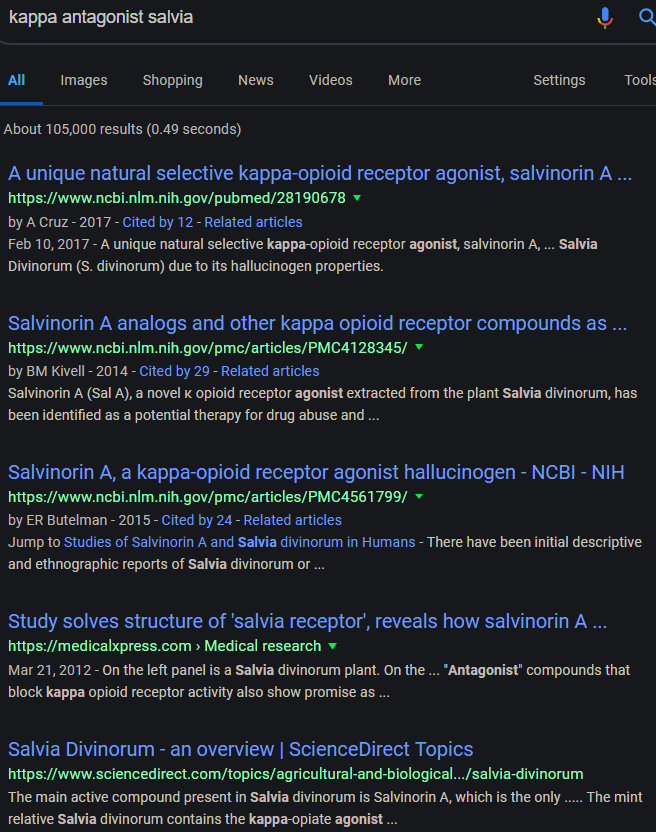 kappa antagonist salvia
All Images Shopping News Videos More Settings Tools
About 105,000 results (0.49 seconds)
A unique natural selective kappa-opioid receptor agonist, salvinorin A ...
https://www.ncbi.nlm.nih.gov/pubmed/28190678
by A Cruz - 2017 - Cited by 12 - Related articles
Feb 10, 2017 - A unique natural selective kappa-opioid receptor agonist, salvinorin A, ... Salvia
Divinorum (S. divinorum) due to its hallucinogen properties.
Salvinorin A analogs and other kappa opioid receptor compounds as ...
https://www.ncbi.nlm.nih.gov/pmc/articles/PMC4128345/
by BM Kivell - 2014 - Cited by 29 - Related articles
Salvinorin A (Sal A), a novel κ opioid receptor agonist extracted from the plant Salvia divinorum, has
been identified as a potential therapy for drug abuse and ...
Salvinorin A, a kappa-opioid receptor agonist hallucinogen - NCBI - NIH
https://www.ncbi.nlm.nih.gov/pmc/articles/PMC4561799/
by ER Butelman - 2015 - Cited by 24 - Related articles
Jump to Studies of Salvinorin A and Salvia divinorum in Humans - There have been initial descriptive
and ethnographic reports of Salvia divinorum or ...
Study solves structure of 'salvia receptor', reveals how salvinorin A ...
https://medicalxpress.com › Medical research
Mar 21, 2012 - On the left panel is a Salvia divinorum plant. On the ... "Antagonist" compounds that
block kappa opioid receptor activity also show promise as ...
Salvia Divinorum - an overview | ScienceDirect Topics
https://www.sciencedirect.com/topics/agricultural-and-biological.../salvia-divinorum
The main active compound present in Salvia divinorum is Salvinorin A, which is the only ..... The mint
relative Salvia divinorum contains the kappa-opiate agonist ...